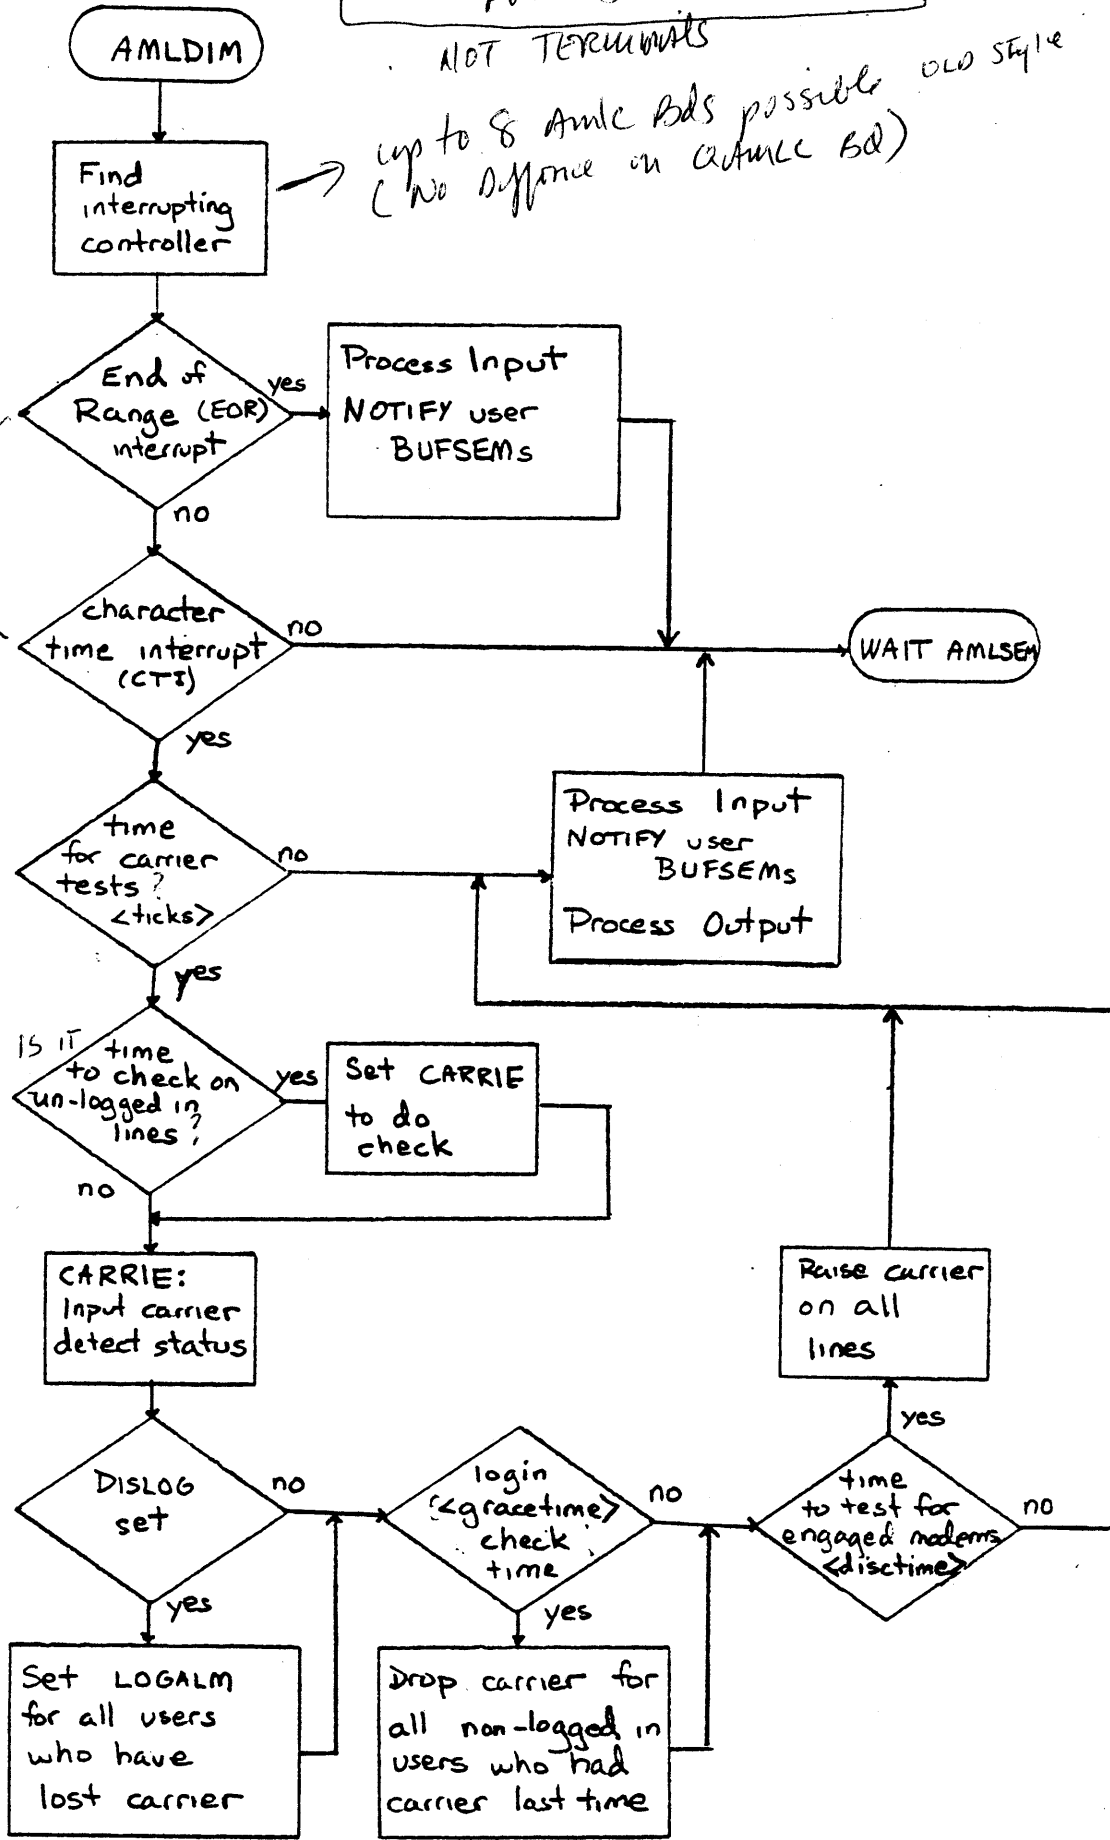 AMLDIM
NOT TERMINALS
up to 8 Amlc Bds possible OLD Style
(No Diffrence on QAMLC BD)
Find
interrupting
controller
End of
Range (EOR)
interrupt
yes
Process Input
NOTIFY user
BUFSEMs
no
character
time interrupt
(CTI)
no
WAIT AMLSEM
yes
time
for carrier
tests?
<ticks>
no
Process Input
NOTIFY user
BUFSEMs
Process Output
yes
IS IT time
to check on
un-logged in
lines?
yes
Set CARRIE
to do
check
no
CARRIE:
Input carrier
detect status
Raise carrier
on all
lines
yes
DISLOG
set
no
login
<gracetime>
check
time
no
time
to test for
engaged modems
<disctime>
no
yes
yes
Set LOGALM
for all users
who have
lost carrier
Drop carrier for
all non-logged in
users who had
carrier last time